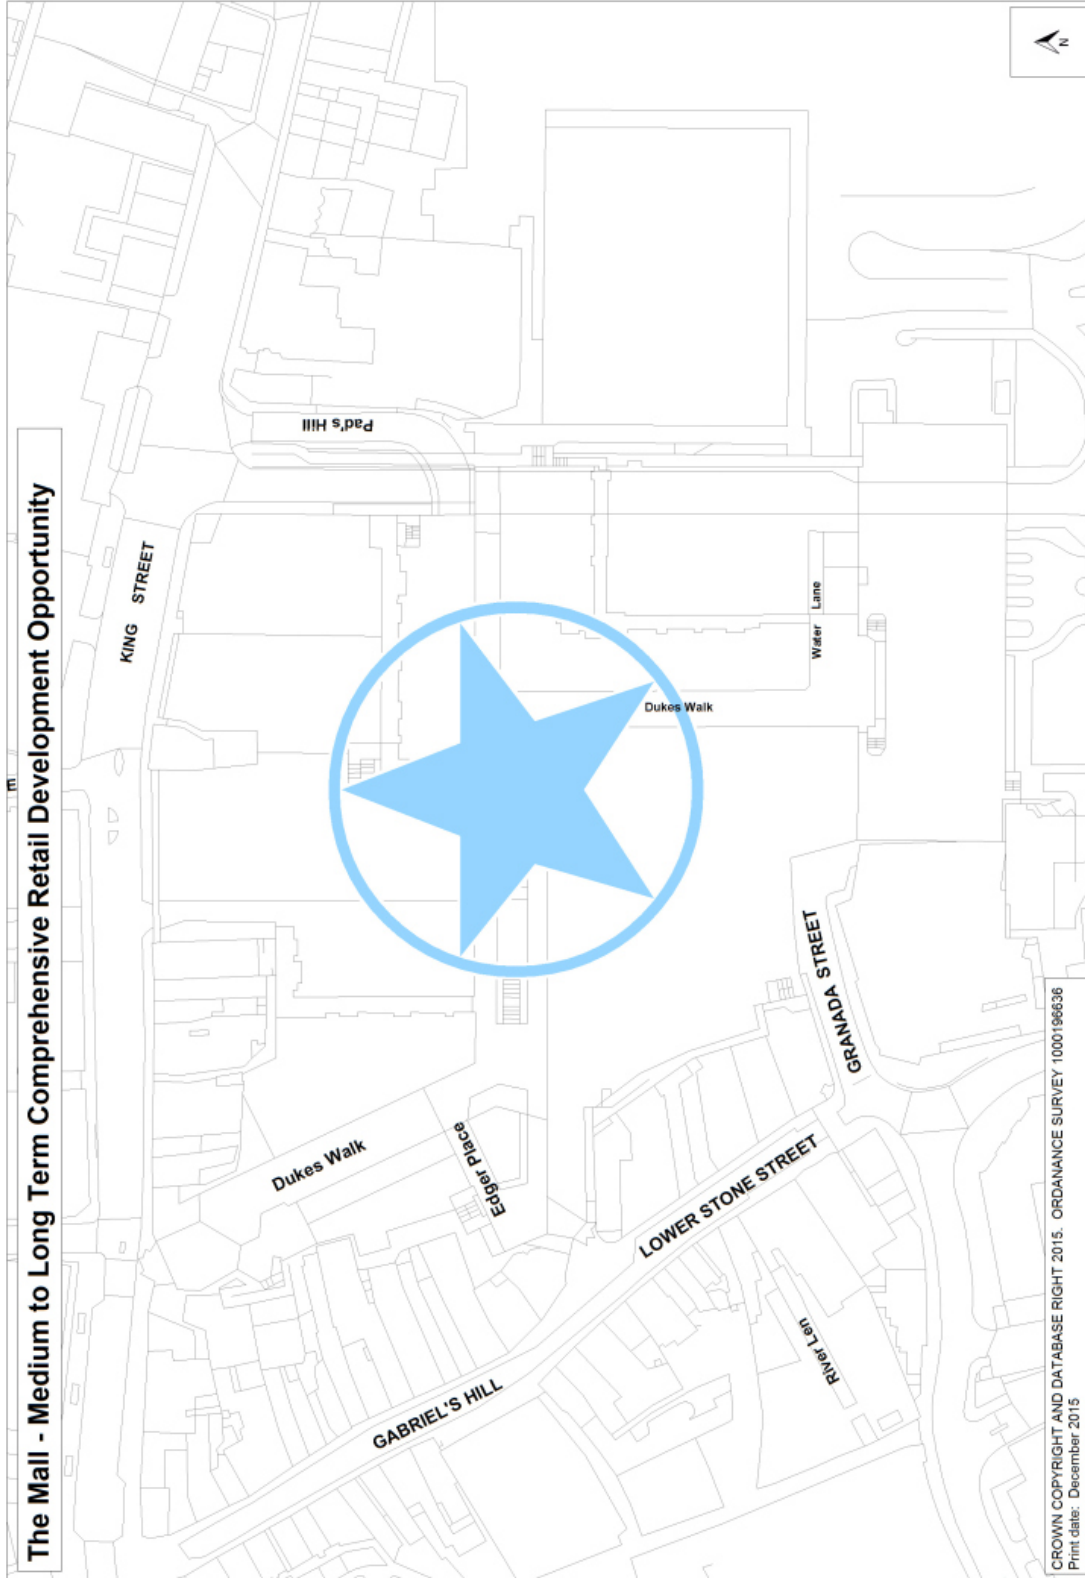 The Mall - Medium to Long Term Comprehensive Retail Development Opportunity
N
E
KING STREET
Pad's Hill
Water Lane
Dukes Walk
GRANADA STREET
Dukes Walk
Edger Place
LOWER STONE STREET
GABRIEL'S HILL
River Len
CROWN COPYRIGHT AND DATABASE RIGHT 2015. ORDANANCE SURVEY 1000196636
Print date: December 2015